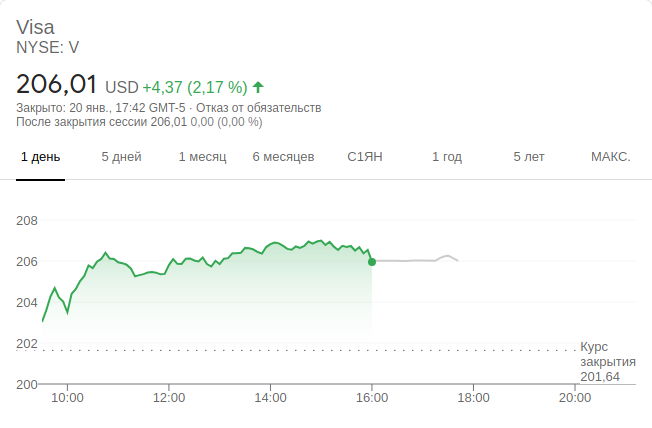 Visa
NYSE: V
206,01 USD +4,37 (2,17 %)
Закрыто: 20 янв., 17:42 GMT-5 · Отказ от обязательств
После закрытия сессии 206,01 0,00 (0,00 %)
1 день 5 дней 1 месяц 6 месяцев С1ЯН 1 год 5 лет МАКС.
208
206
204
202
Курс
закрытия
201,64
200
10:00 12:00 14:00 16:00 18:00 20:00